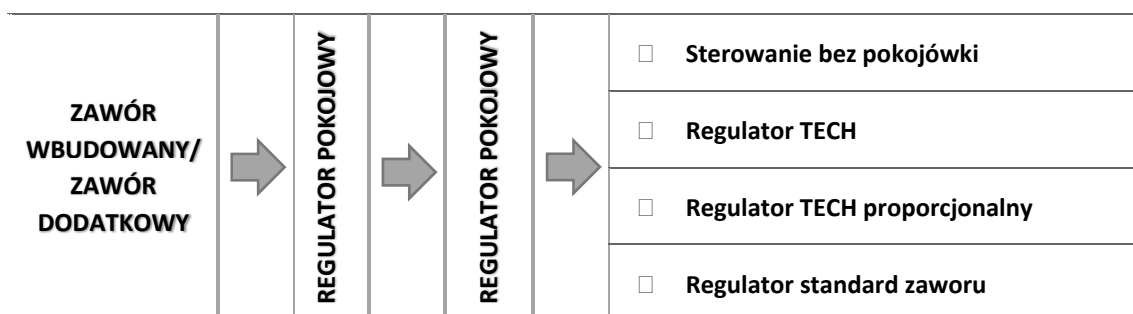 ZAWÓR
WBUDOWANY/
ZAWÓR
DODATKOWY
REGULATOR POKOJOWY
REGULATOR POKOJOWY
Sterowanie bez pokojówki
Regulator TECH
Regulator TECH proporcjonalny
Regulator standard zaworu